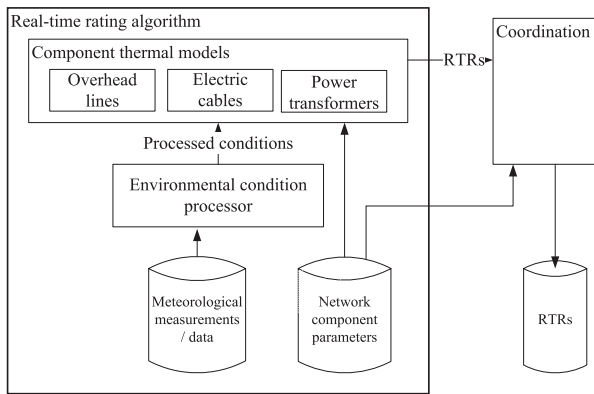 Real-time rating algorithm
Component thermal models
Overhead
lines
Electric
cables
Power
transformers
RTRs
Coordination
Processed conditions
Environmental condition
processor
Meteorological
measurements
/ data
Network
component
parameters
RTRs